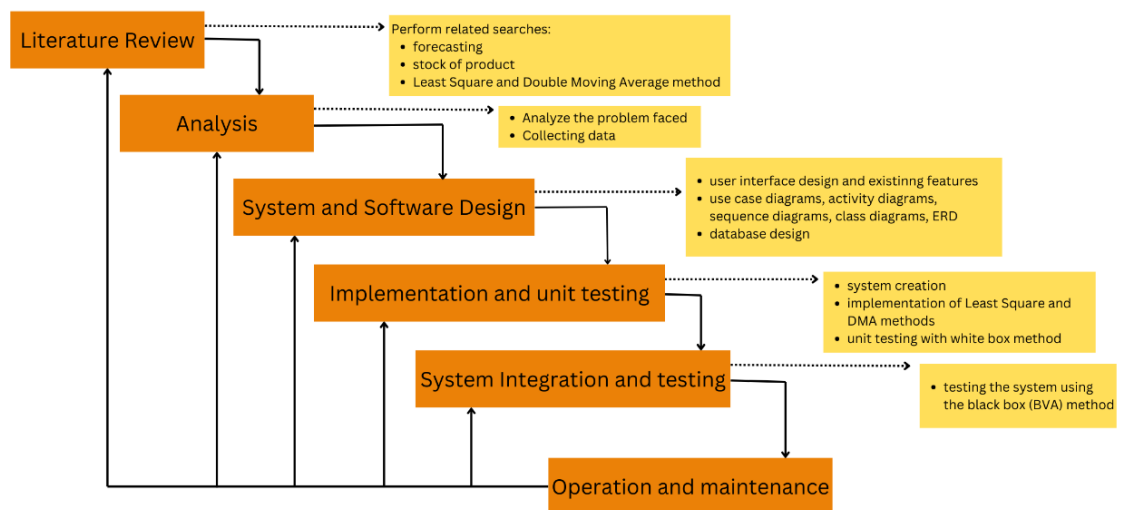 Literature Review
Perform related searches:
• forecasting
• stock of product
• Least Square and Double Moving Average method
Analysis
• Analyze the problem faced
• Collecting data
System and Software Design
• user interface design and existinng features
• use case diagrams, activity diagrams,
sequence diagrams, class diagrams, ERD
• database design
Implementation and unit testing
• system creation
• implementation of Least Square and
DMA methods
• unit testing with white box method
System Integration and testing
• testing the system using
the black box (BVA) method
Operation and maintenance